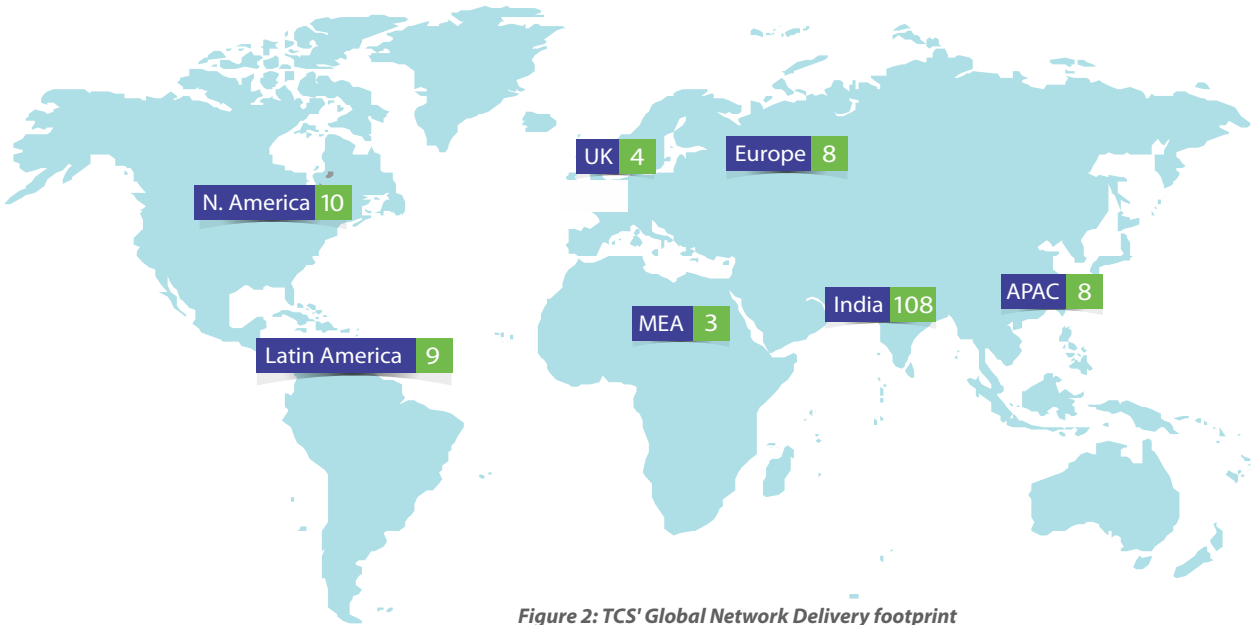 UK 4
Europe 8
N. America 10
APAC 8
India 108
MEA 3
Latin America 9
Figure 2: TCS' Global Network Delivery footprint